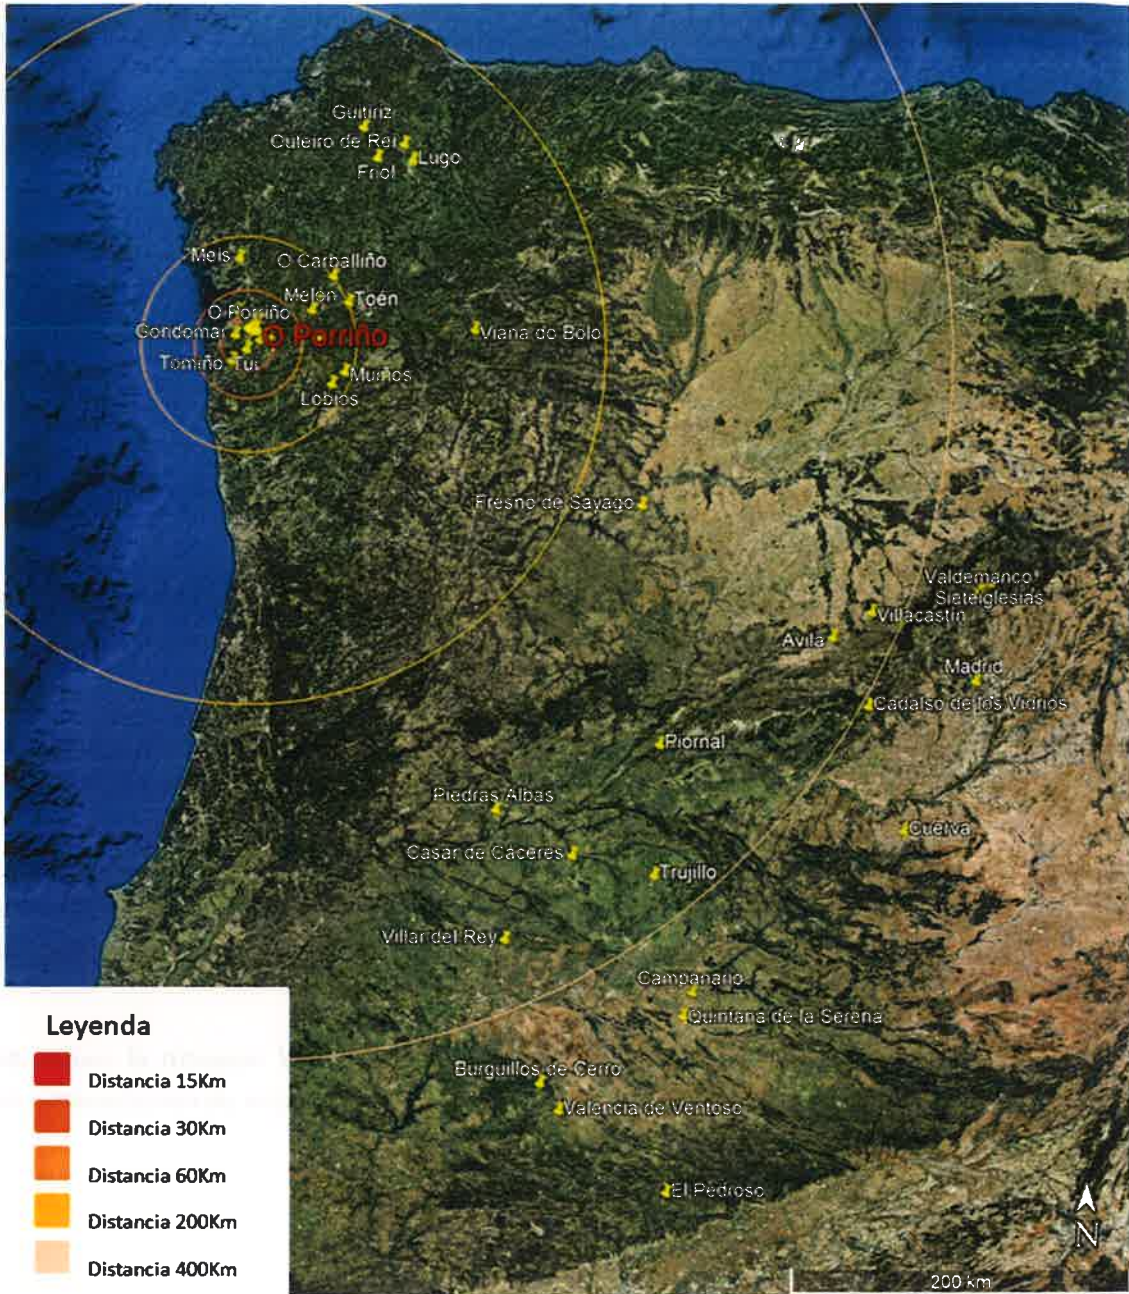 Guitiriz
Outeiro de Rei
Lugo
Friol
Meis
O Carballiño
Melón
Toén
O Porriño
Gondomar
O Porriño
Viana do Bolo
Tomiño
Tui
Muiños
Lobios
Fresno de Sayago
Valdemanco
Sieteiglesias
Villacastín
Avila
Madrid
Cadalso de los Vidrios
Piornal
Piedras Albas
Cuerva
Casar de Cáceres
Trujillo
Villar del Rey
Campanario
Quintana de la Serena
Burguillos de Cerro
Valencia de Ventoso
El Pedroso
Leyenda
Distancia 15Km
Distancia 30Km
Distancia 60Km
Distancia 200Km
Distancia 400Km
N
200 km